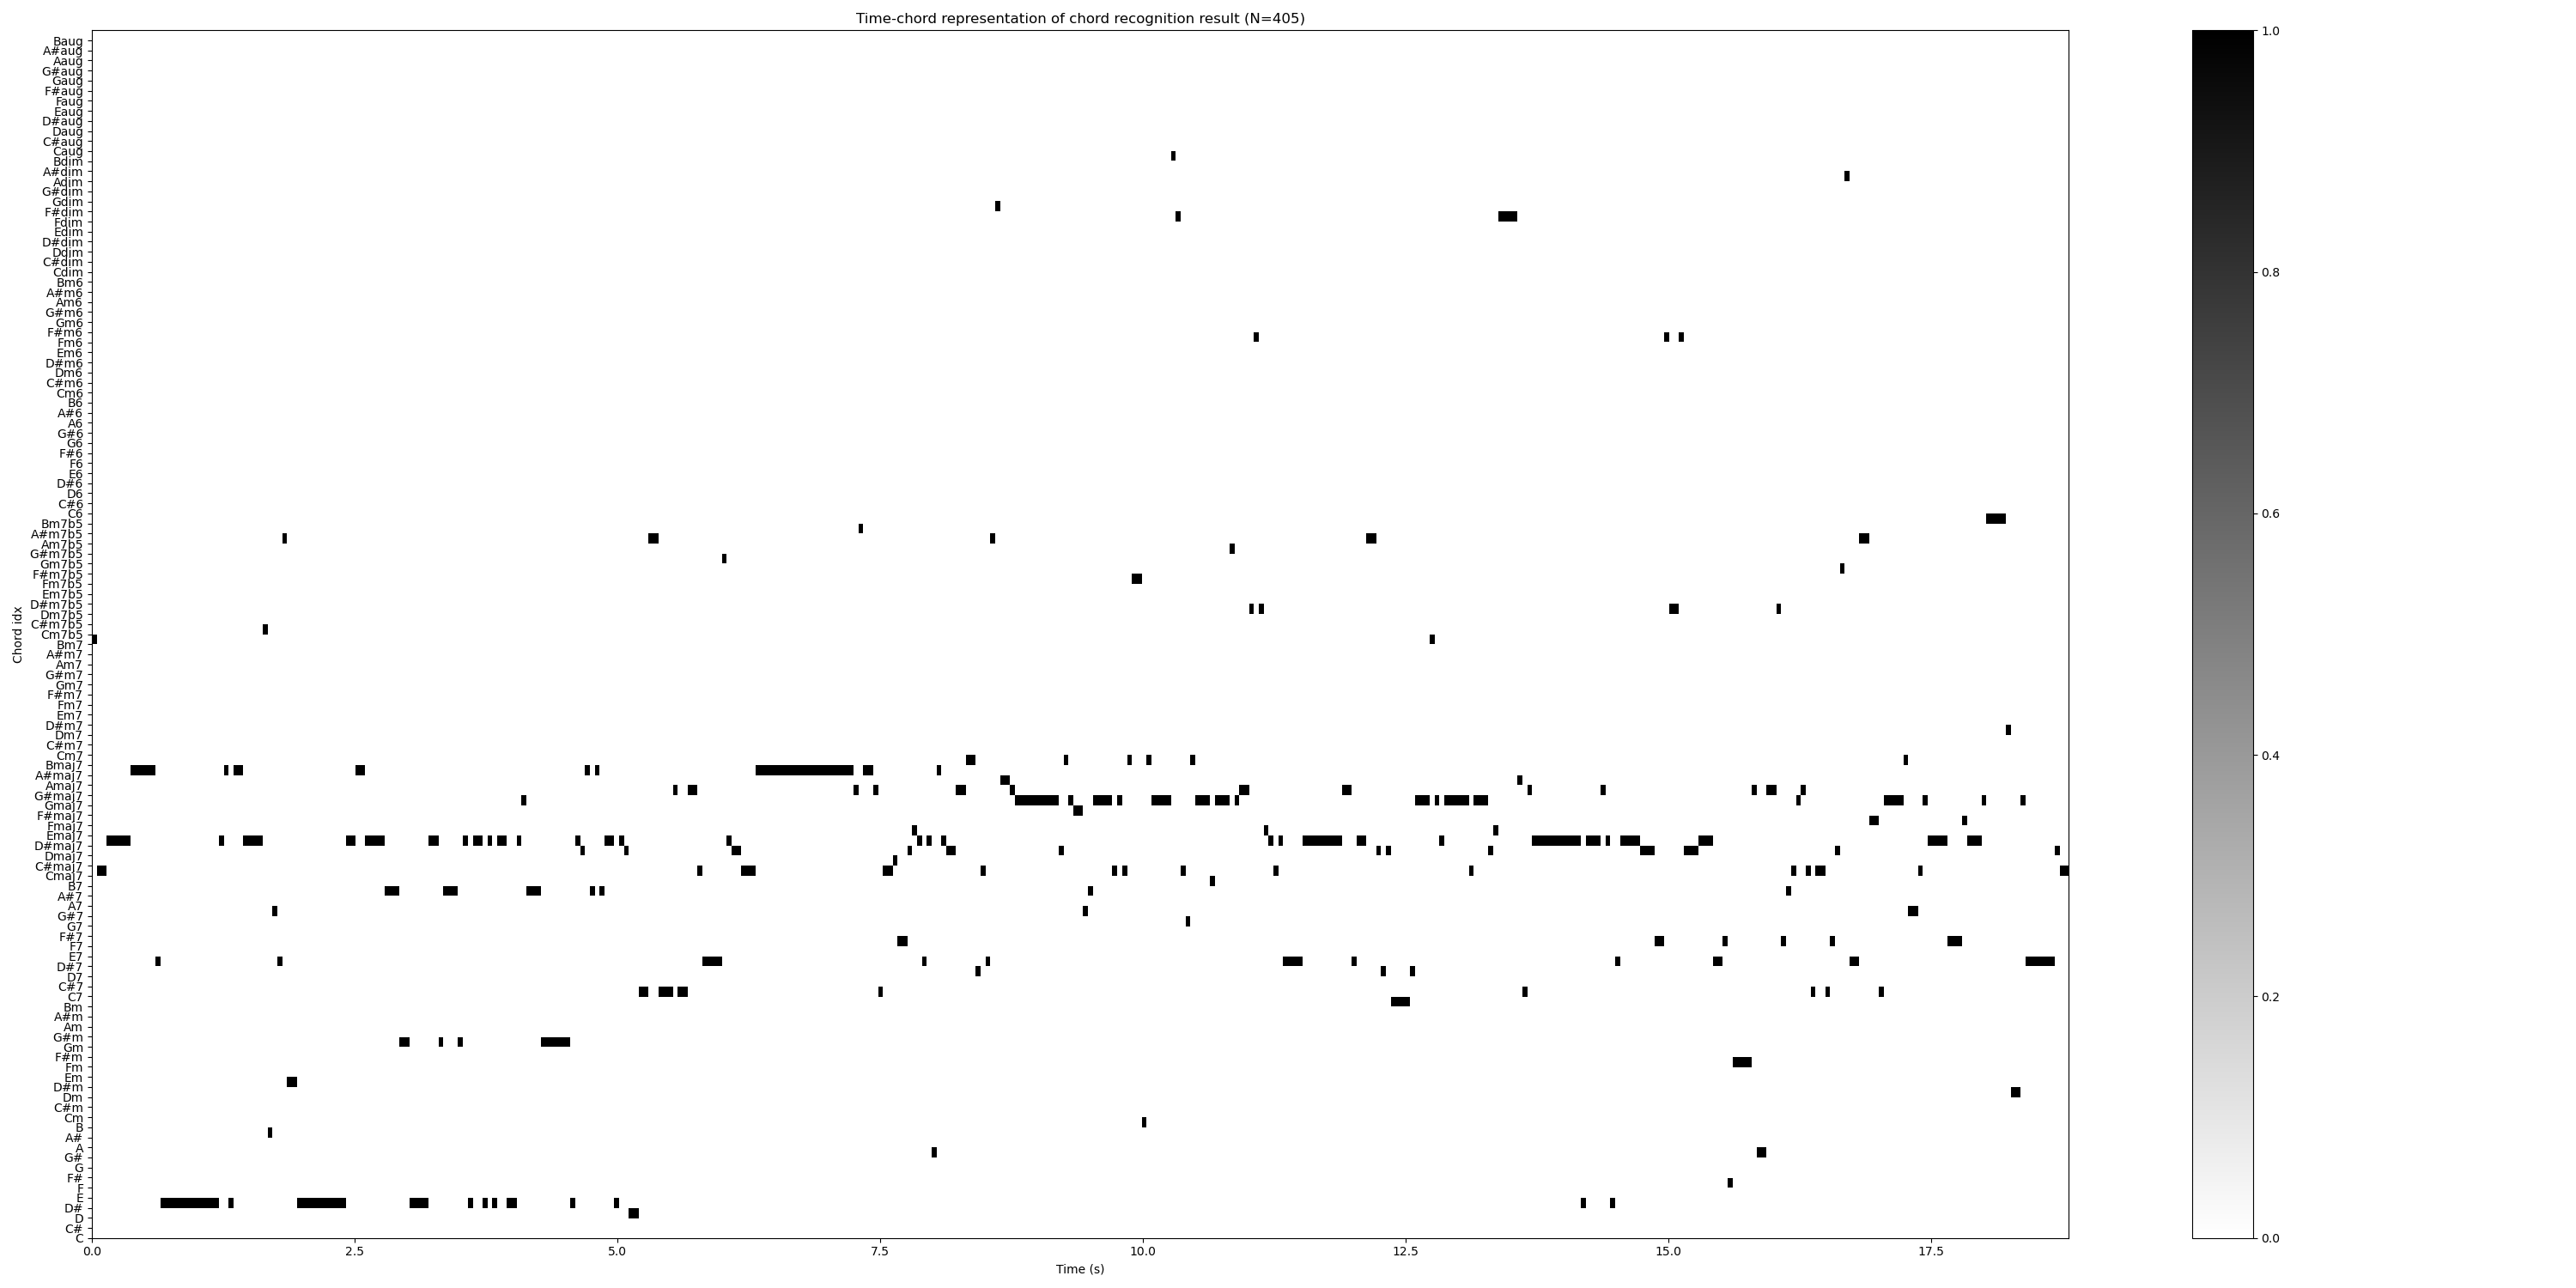 Time-chord representation of chord recognition result (N=405)
Baug
A#aug
Aaug
G#aug
Gaug
F#aug
Faug
Eaug
D#aug
Daug
C#aug
Caug
Bdim
A#dim
Adim
G#dim
Gdim
F#dim
Fdim
Edim
D#dim
Ddim
C#dim
Cdim
Bm6
A#m6
Am6
G#m6
Gm6
F#m6
Fm6
Em6
D#m6
Dm6
C#m6
Cm6
B6
A#6
A6
G#6
G6
F#6
F6
E6
D#6
D6
C#6
C6
Bm7b5
A#m7b5
Am7b5
G#m7b5
Gm7b5
F#m7b5
Fm7b5
Em7b5
D#m7b5
Dm7b5
C#m7b5
Cm7b5
Bm7
A#m7
Am7
G#m7
Gm7
F#m7
Fm7
Em7
D#m7
Dm7
C#m7
Cm7
Bmaj7
A#maj7
Amaj7
G#maj7
Gmaj7
F#maj7
Fmaj7
Emaj7
D#maj7
Dmaj7
C#maj7
Cmaj7
B7
A#7
A7
G#7
G7
F#7
F7
E7
D#7
D7
C#7
C7
Bm
A#m
Am
G#m
Gm
F#m
Fm
Em
D#m
Dm
C#m
Cm
B
A#
A
G#
G
F#
F
E
D#
D
C#
C
Chord idx
0.0 2.5 5.0 7.5 10.0 12.5 15.0 17.5
Time (s)
1.0
0.8
0.6
0.4
0.2
0.0